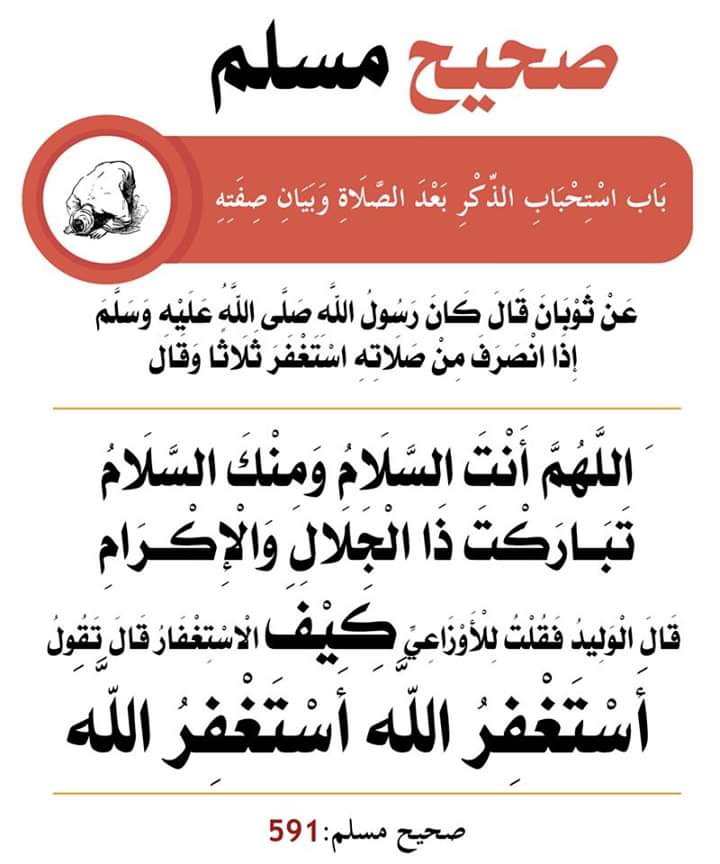 صحيح مسلم
بَاب اسْتِحْبَابِ الذِّكْرِ بَعْدَ الصَّلَاةِ وَبَيَانِ صِفَتِهِ
عَنْ ثَوْبَانَ قَالَ كَانَ رَسُولُ اللَّه صَلَّى اللَّهُ عَلَيْه وَسَلَّمَ
إِذَا انْصَرَفَ مِنْ صَلَاتِهِ اسْتَغْفَرَ ثَلَاثًا وَقَالَ
اللَّهُمَّ أَنْتَ السَّلَامُ وَمنْكَ السَّلَامُ
تَبَارَكْتَ ذَا الْجَلَالِ وَالْإِكْرَامِ
قَالَ الْوَلِيدُ فَقُلْتُ لِلْأَوْزَاعِيِّ كَيْفَ الْاسْتِغْفَارُ قَالَ تَقُولُ
أَسْتَغْفِرُ اللَّه أَسْتَغْفِرُ اللَّه
صحيح مسلم:591